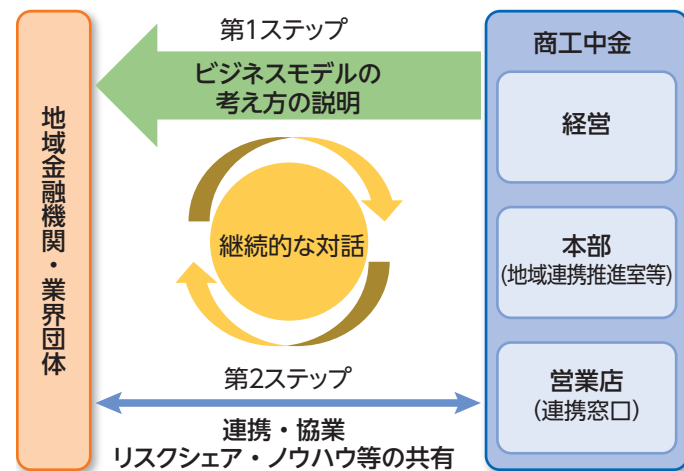 第1ステップ
ビジネスモデルの
考え方の説明
地域金融機関・業界団体
継続的な対話
第2ステップ
連携・協業
リスクシェア・ノウハウ等の共有
商工中金
経営
本部
(地域連携推進室等)
営業店
(連携窓口)